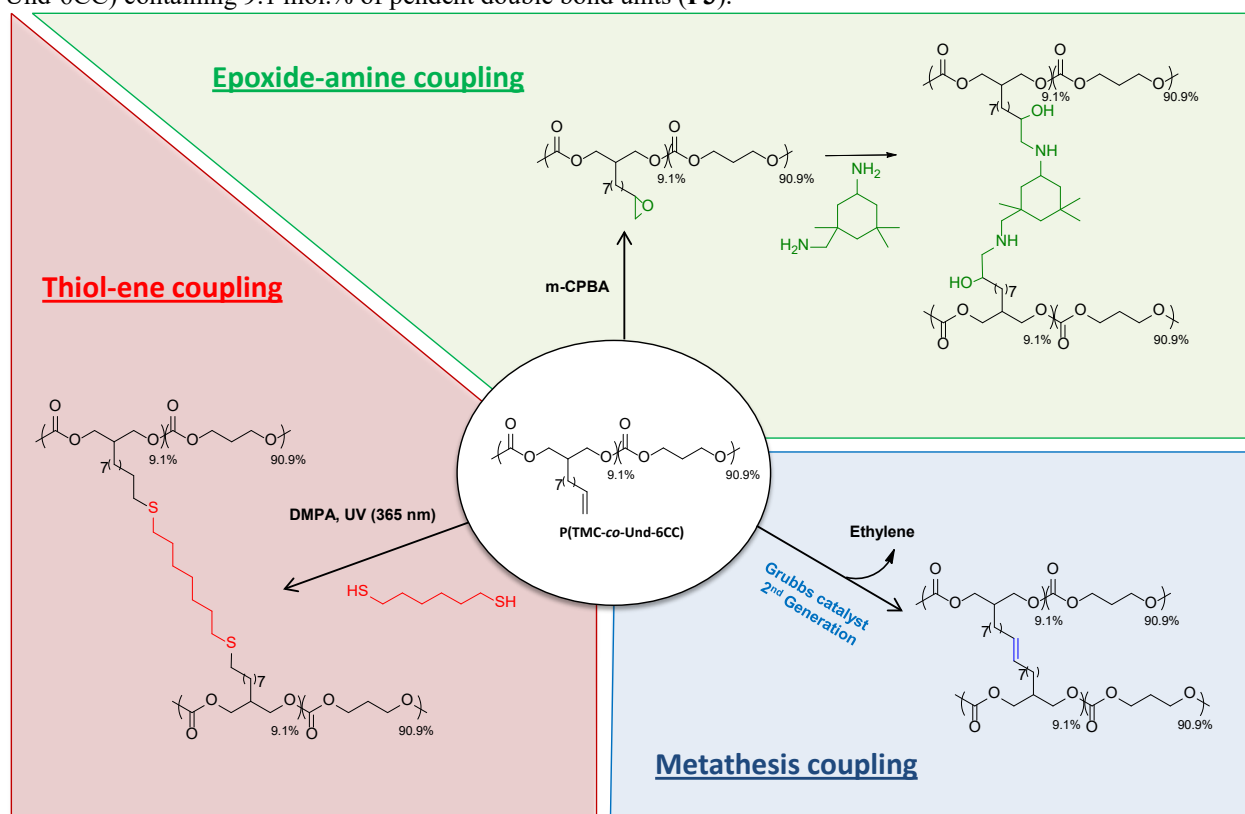 Und-6CC) containing 9.1 mol.% of pendent double bond units (P3).
Epoxide-amine coupling
O
O
O
O
O
O
9.1%
90.9%
7
O
NH2
H2N
m-CPBA
O
O
O
O
O
O
9.1%
90.9%
7
OH
NH
NH
HO
7
O
O
O
O
O
O
9.1%
90.9%
Thiol-ene coupling
O
O
O
O
O
O
9.1%
90.9%
7
S
S
7
O
O
O
O
O
O
9.1%
90.9%
DMPA, UV (365 nm)
HS
SH
O
O
O
O
O
O
9.1%
90.9%
7
P(TMC-co-Und-6CC)
Ethylene
Grubbs catalyst
2nd Generation
O
O
O
O
O
O
9.1%
90.9%
7
7
O
O
O
O
O
O
9.1%
90.9%
Metathesis coupling